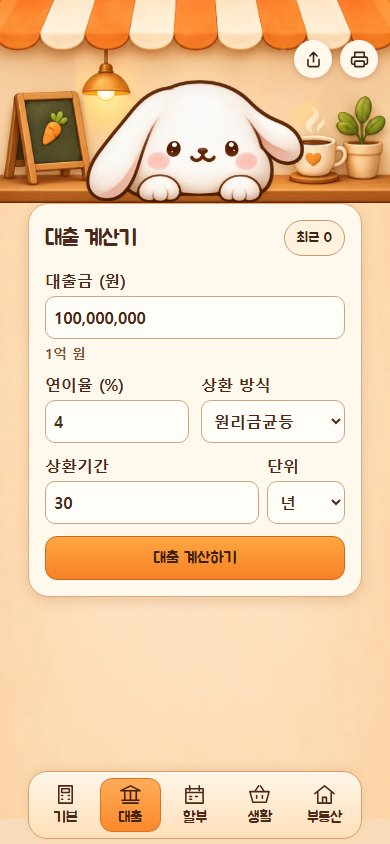 대출 계산기
최근 0
대출금 (원)
100,000,000
1억 원
연이율 (%) 상환 방식
4 원리금균등
상환기간 단위
30 년
대출 계산하기
기본 대출 할부 생활 부동산